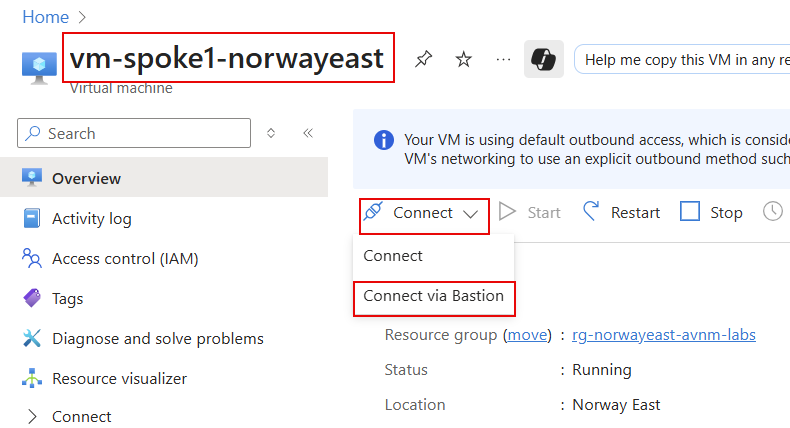 Home
vm-spoke1-norwayeast
Virtual machine
Help me copy this VM in any re
Search
Your VM is using default outbound access, which is conside
VM's networking to use an explicit outbound method such
Overview
Activity log
Access control (IAM)
Tags
Diagnose and solve problems
Resource visualizer
Connect
Connect Start Restart Stop
Connect
Connect via Bastion
Resource group (move) : rg-norwayeast-avnm-labs
Status : Running
Location : Norway East